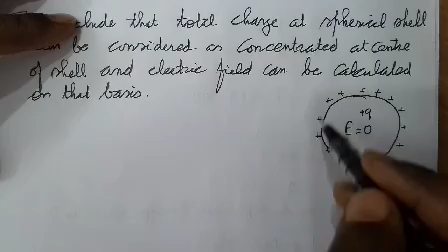 that total charge at spherical shell
be considered as concentrated at centre
of shell and electric field can be calculated
on that basis.
+q
E = 0